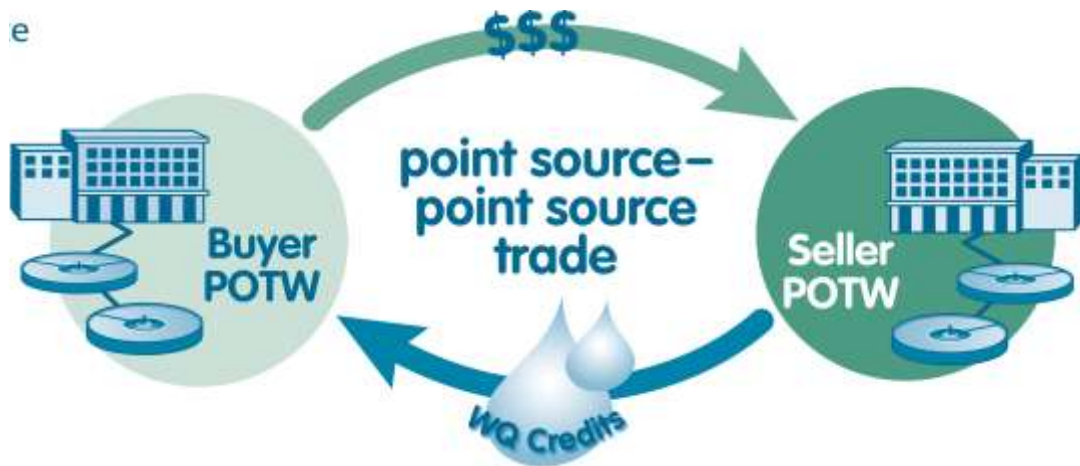 $$$
point source–
point source
trade
Buyer
POTW
Seller
POTW
WQ Credits